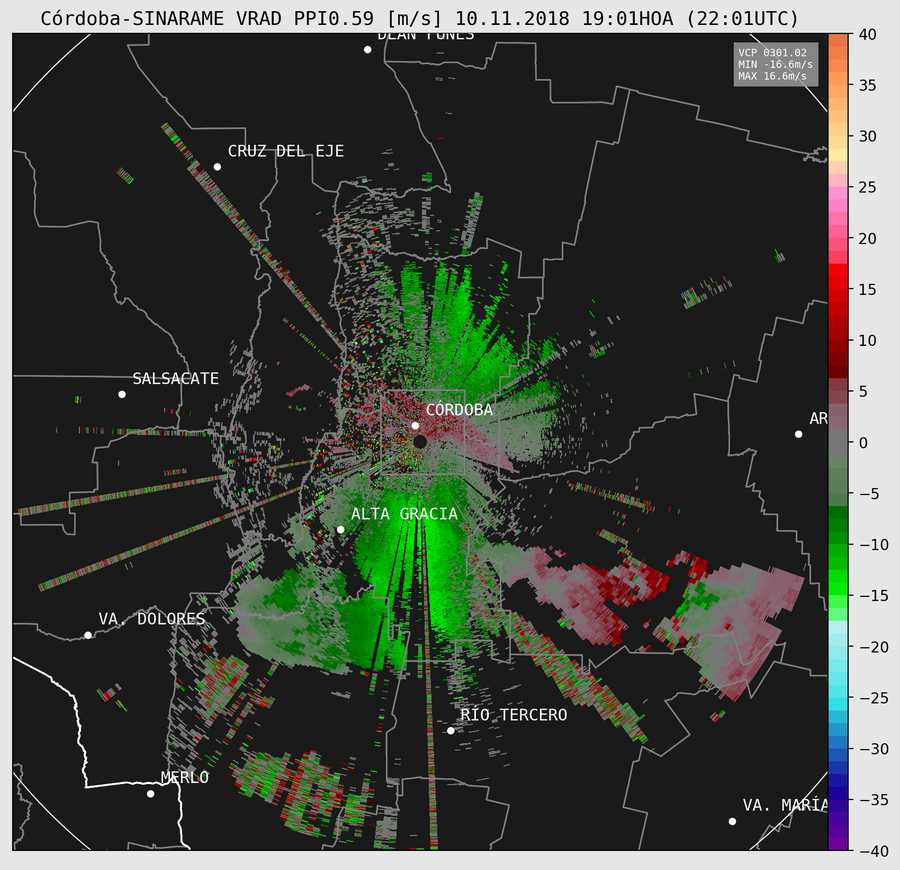 Córdoba-SINARAME VRAD PPI0.59 [m/s] 10.11.2018 19:01HOA (22:01UTC)
DEAN FUNES
VCP 0301.02
MIN -16.6m/s
MAX 16.6m/s
CRUZ DEL EJE
SALSACATE
CÓRDOBA
AR
ALTA GRACIA
VA. DOLORES
RÍO TERCERO
MERLO
VA. MARÍA
40
35
30
25
20
15
10
5
0
−5
−10
−15
−20
−25
−30
−35
−40